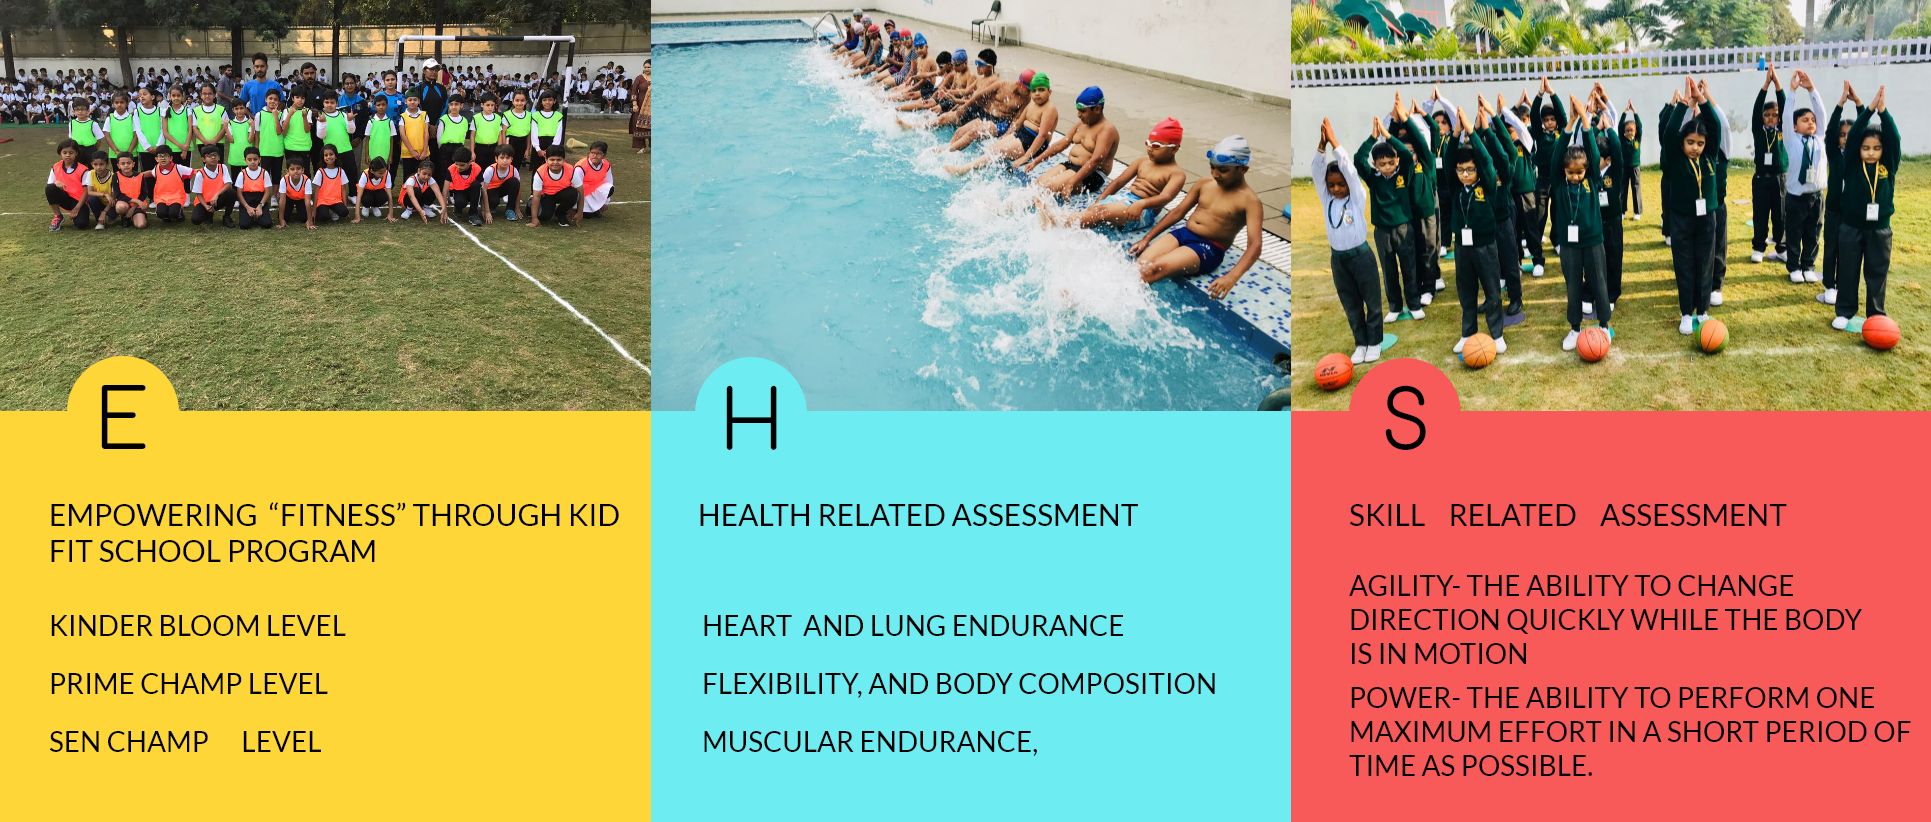 E
EMPOWERING “FITNESS” THROUGH KID
FIT SCHOOL PROGRAM
KINDER BLOOM LEVEL
PRIME CHAMP LEVEL
SEN CHAMP LEVEL
H
HEALTH RELATED ASSESSMENT
HEART AND LUNG ENDURANCE
FLEXIBILITY, AND BODY COMPOSITION
MUSCULAR ENDURANCE,
S
SKILL RELATED ASSESSMENT
AGILITY- THE ABILITY TO CHANGE
DIRECTION QUICKLY WHILE THE BODY
IS IN MOTION
POWER- THE ABILITY TO PERFORM ONE
MAXIMUM EFFORT IN A SHORT PERIOD OF
TIME AS POSSIBLE.